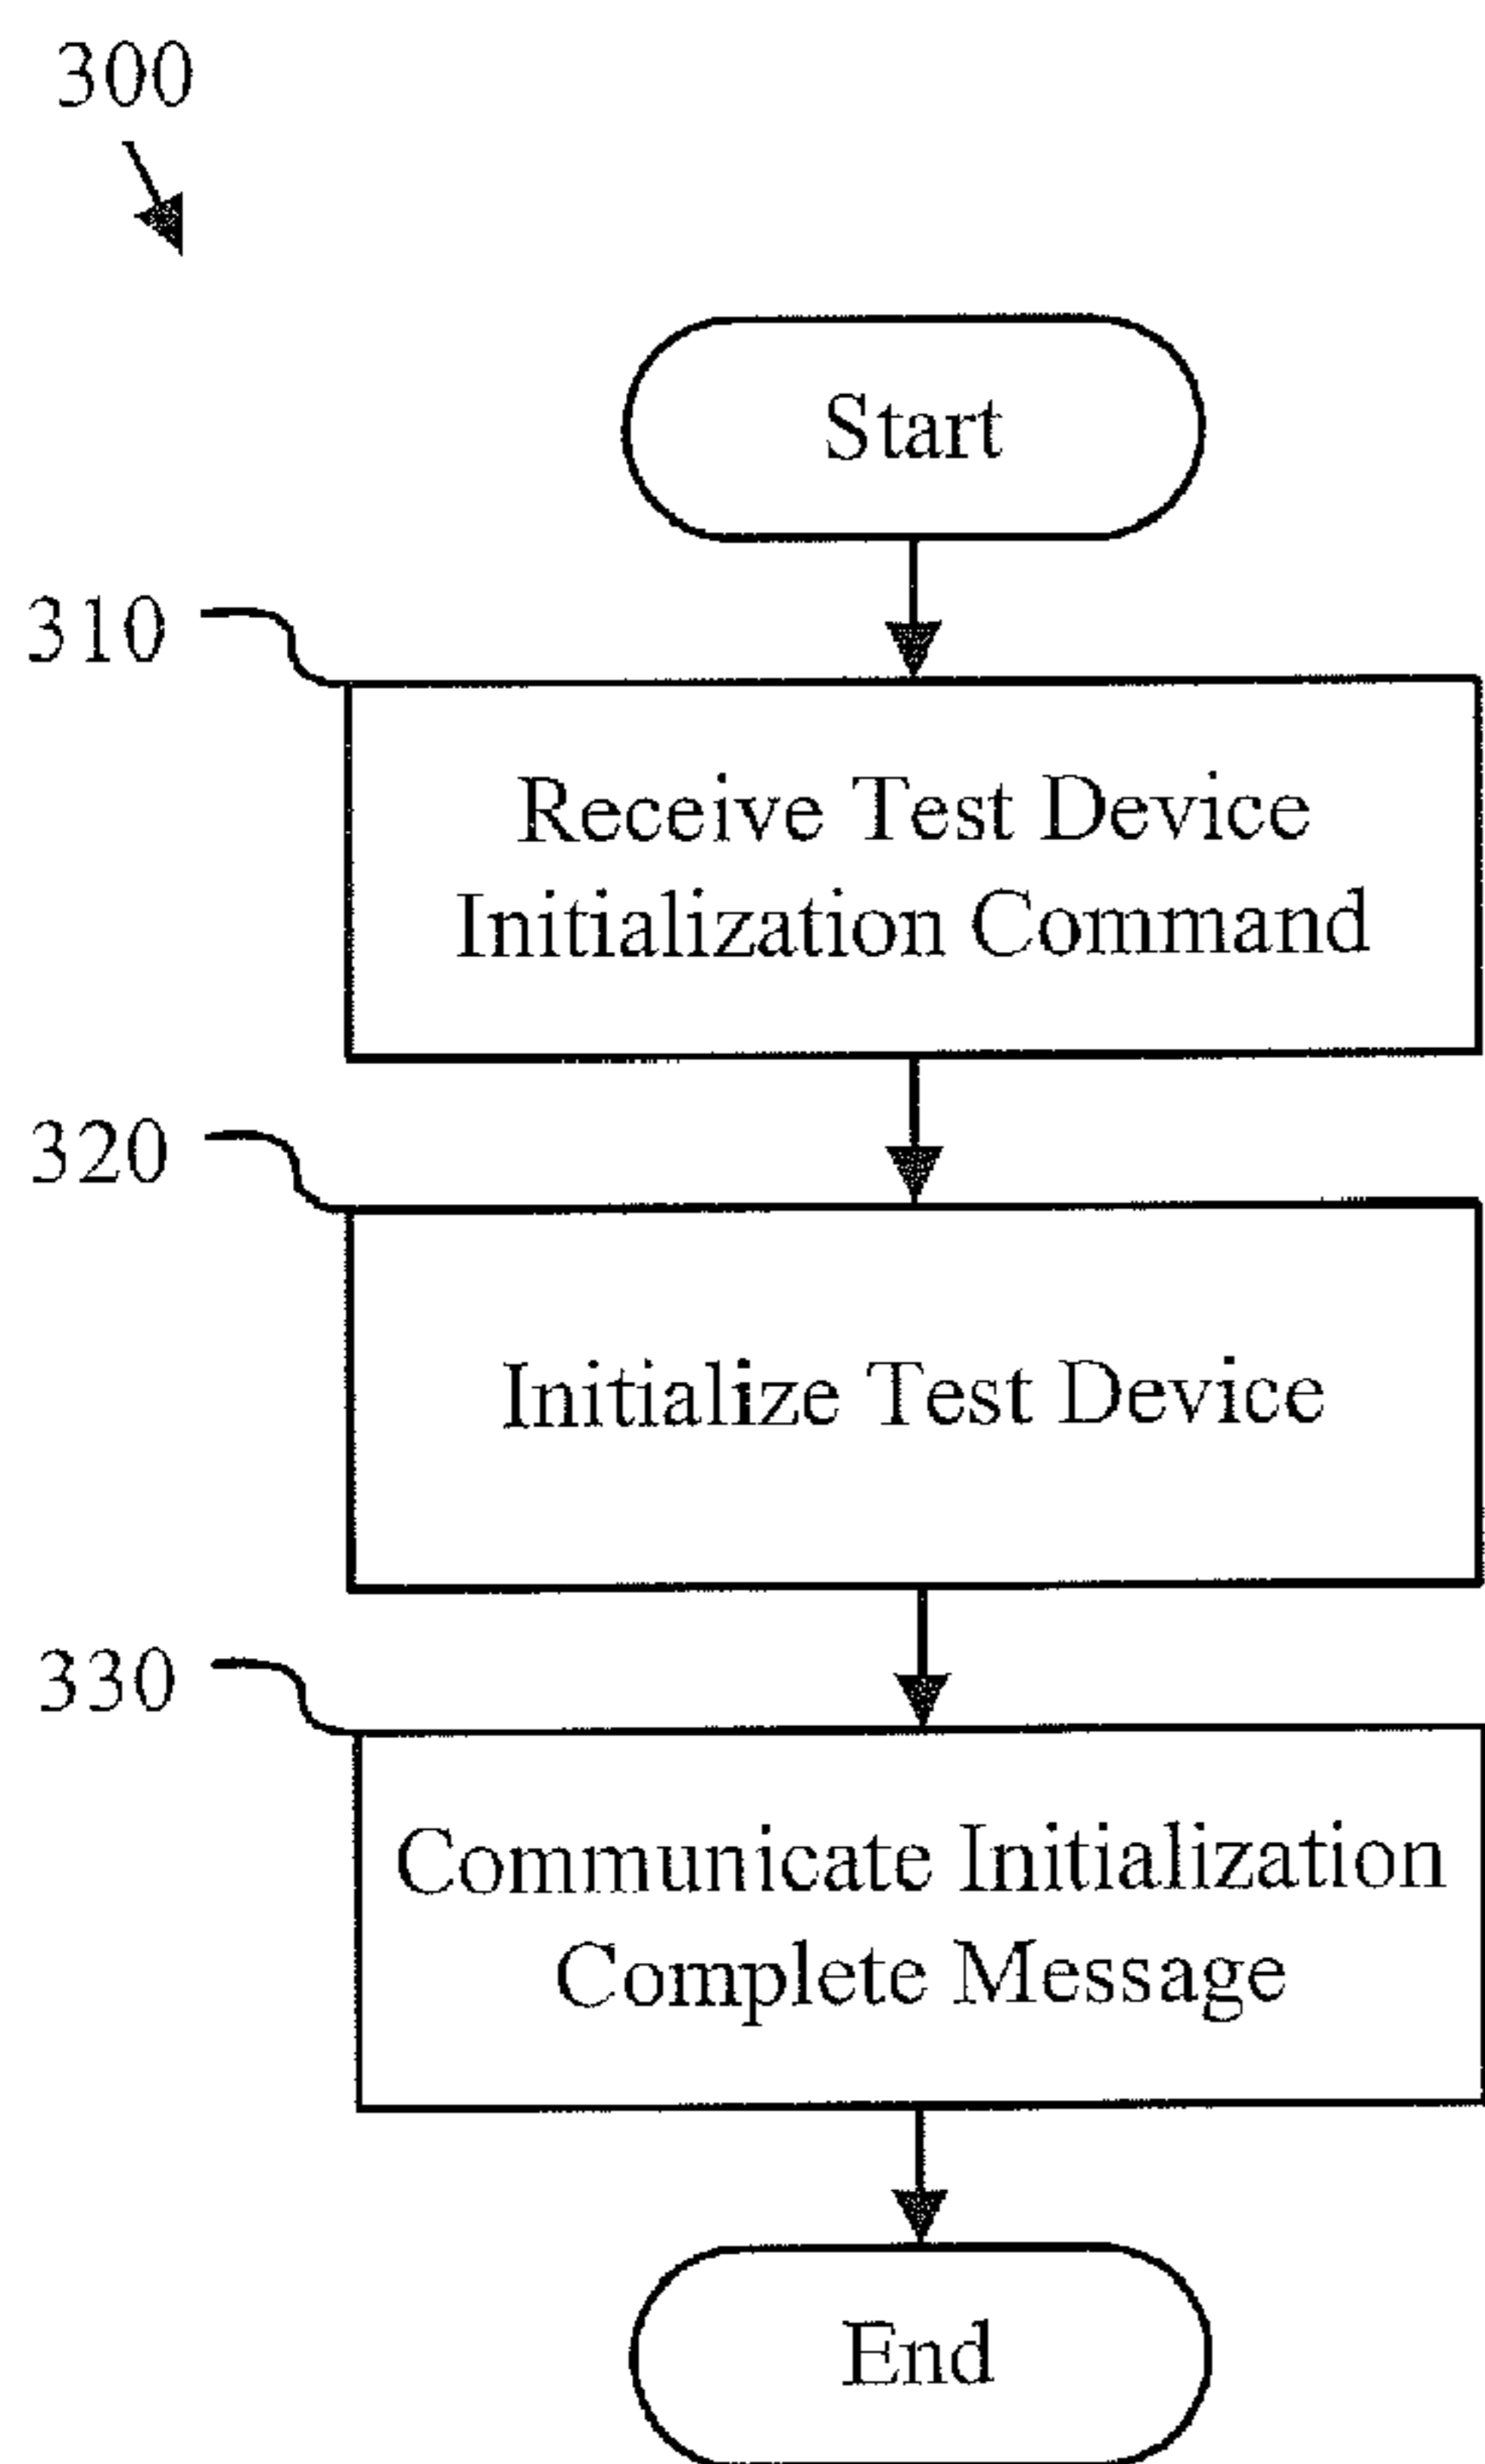 300
Start
310
Receive Test Device
Initialization Command
320
Initialize Test Device
330
Communicate Initialization
Complete Message
End